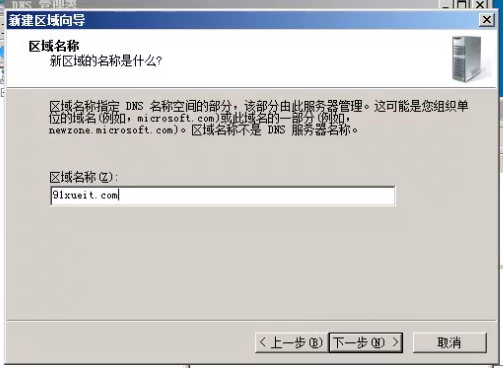 DNS 管理器
新建区域向导
区域名称
新区域的名称是什么?
区域名称指定 DNS 名称空间的部分，该部分由此服务器管理。这可能是您组织单
位的域名(例如，microsoft.com)或此域名的一部分(例如，
newzone.microsoft.com)。区域名称不是 DNS 服务器名称。
区域名称(Z):
91xueit.com
< 上一步(B)
下一步(N) >
取消